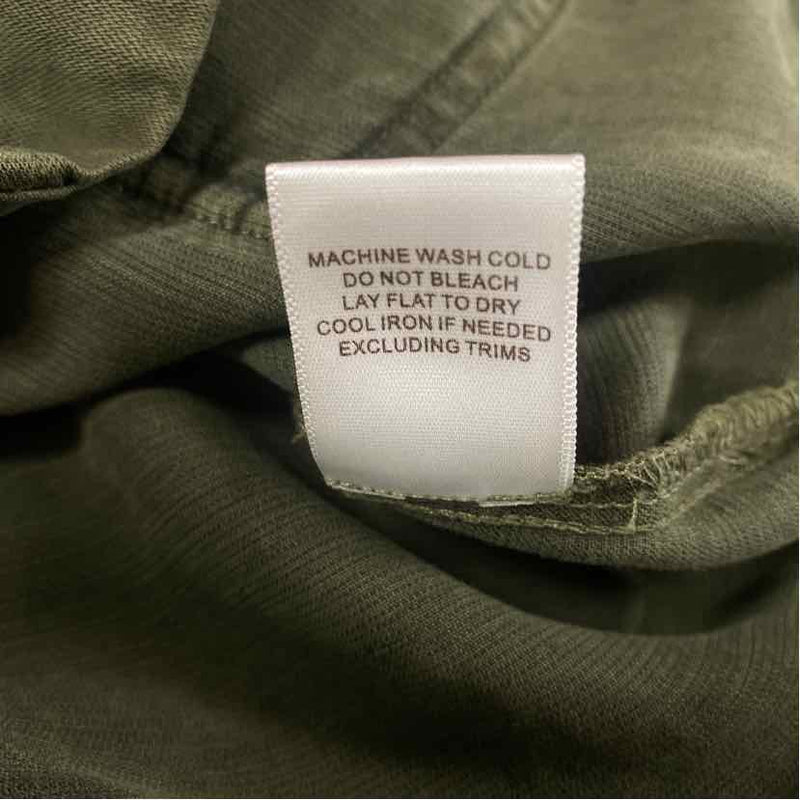 MACHINE WASH COLD
DO NOT BLEACH
LAY FLAT TO DRY
COOL IRON IF NEEDED
EXCLUDING TRIMS